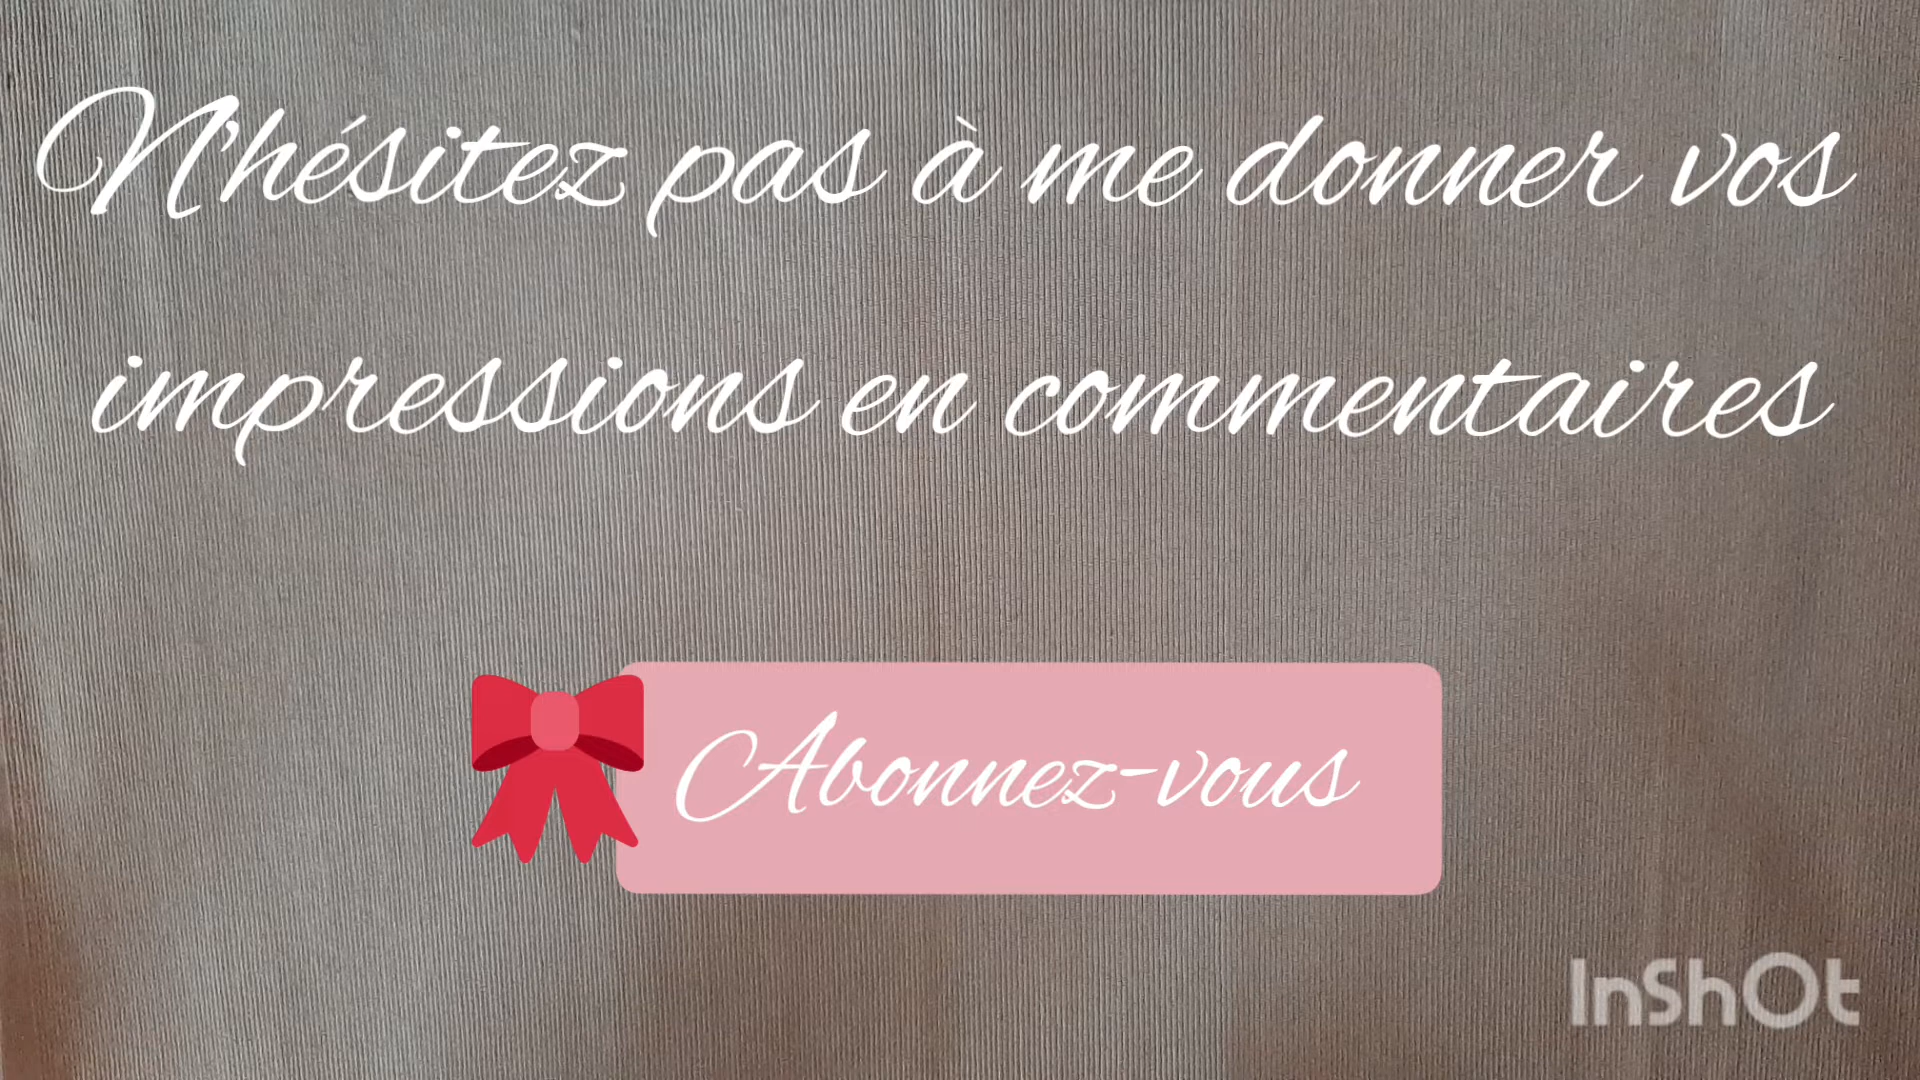 N'hésitez pas à me donner vos
impressions en commentaires
Abonnez-vous
InShOt